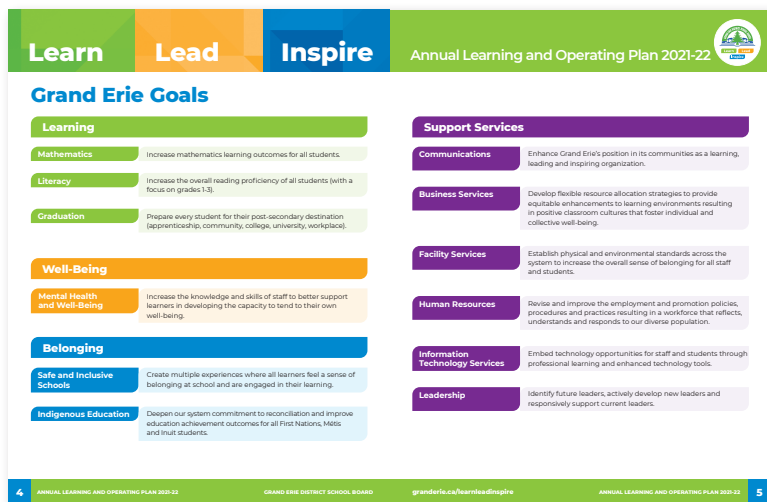 Learn Lead Inspire
Annual Learning and Operating Plan 2021-22
Learn Lead
Inspire
Grand Erie Goals
Learning
Mathematics
Increase mathematics learning outcomes for all students.
Literacy
Increase the overall reading proficiency of all students (with a
focus on grades 1-3).
Graduation
Prepare every student for their post-secondary destination
(apprenticeship, community, college, university, workplace).
Well-Being
Mental Health
and Well-Being
Increase the knowledge and skills of staff to better support
learners in developing the capacity to tend to their own
well-being.
Belonging
Safe and Inclusive
Schools
Create multiple experiences where all learners feel a sense of
belonging at school and are engaged in their learning.
Indigenous Education
Deepen our system commitment to reconciliation and improve
education achievement outcomes for all First Nations, Métis
and Inuit students.
Support Services
Communications
Enhance Grand Erie's position in its communities as a learning,
leading and inspiring organization.
Business Services
Develop flexible resource allocation strategies to provide
equitable enhancements to learning environments resulting
in positive classroom cultures that foster individual and
collective well-being.
Facility Services
Establish physical and environmental standards across the
system to increase the overall sense of belonging for all staff
and students.
Human Resources
Revise and improve the employment and promotion policies,
procedures and practices resulting in a workforce that reflects,
understands and responds to our diverse population.
Information
Technology Services
Embed technology opportunities for staff and students through
professional learning and enhanced technology tools.
Leadership
Identify future leaders, actively develop new leaders and
responsively support current leaders.
4 ANNUAL LEARNING AND OPERATING PLAN 2021-22 GRAND ERIE DISTRICT SCHOOL BOARD
granderie.ca/learnleadinspire ANNUAL LEARNING AND OPERATING PLAN 2021-22 5